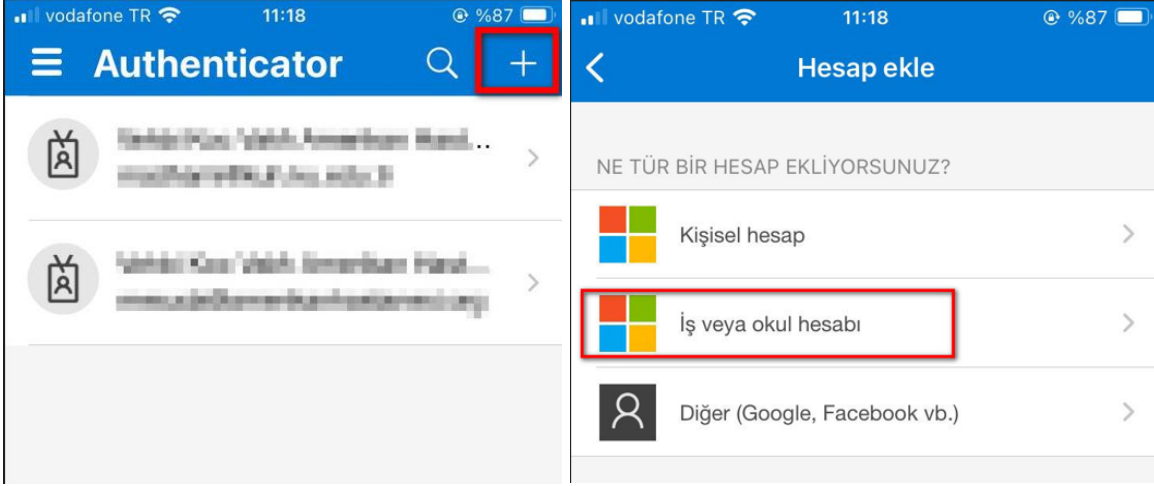 vodafone TR
11:18
%87
Authenticator
vodafone TR
11:18
%87
Hesap ekle
NE TÜR BİR HESAP EKLİYORSUNUZ?
Kişisel hesap
İş veya okul hesabı
Diğer (Google, Facebook vb.)